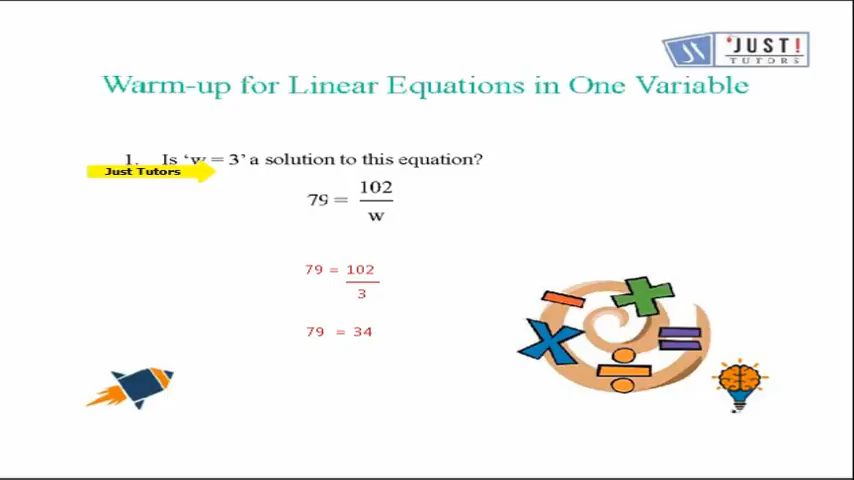 JUST!
TUTORS
Warm-up for Linear Equations in One Variable
1. Is ‘w = 3’ a solution to this equation?
Just Tutors
79 = 102
w
79 = 102
3
79 = 34